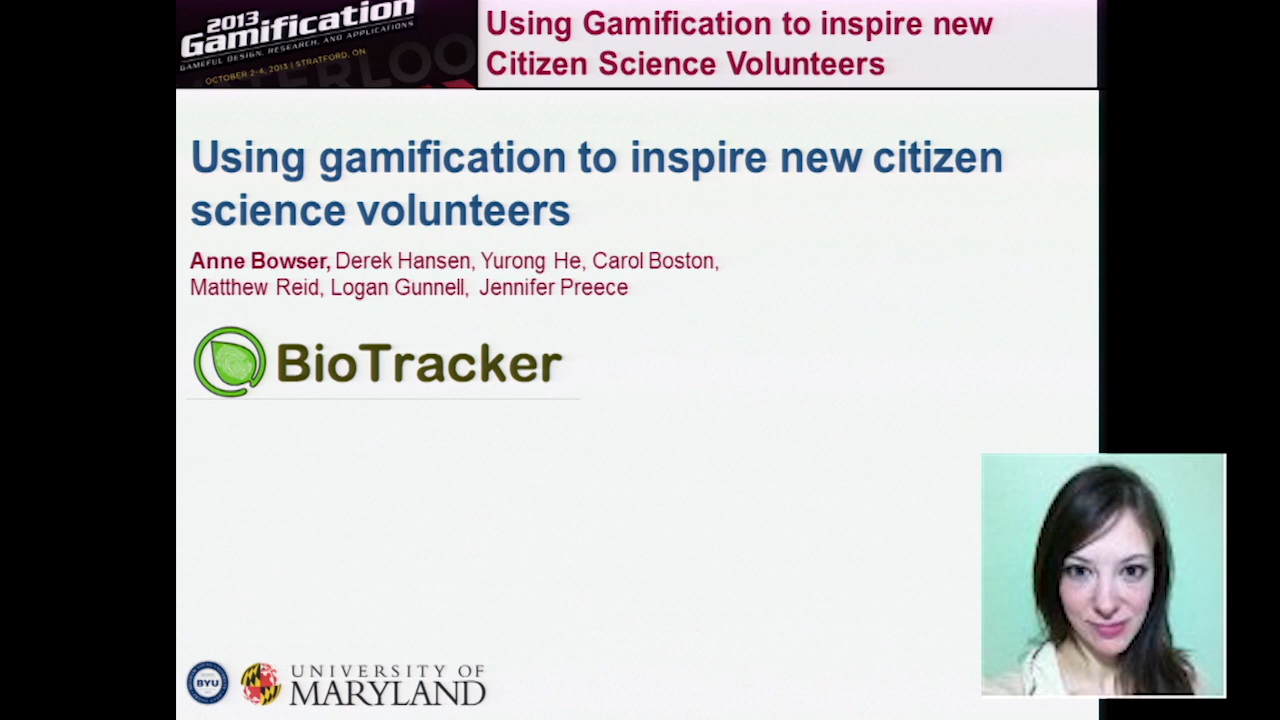 2013
Gamification
GAMEFUL DESIGN, RESEARCH, AND APPLICATIONS
OCTOBER 2-4, 2013 | STRATFORD, ON
Using Gamification to inspire new
Citizen Science Volunteers
Using gamification to inspire new citizen
science volunteers
Anne Bowser, Derek Hansen, Yurong He, Carol Boston,
Matthew Reid, Logan Gunnell, Jennifer Preece
BioTracker
BYU
UNIVERSITY OF
MARYLAND